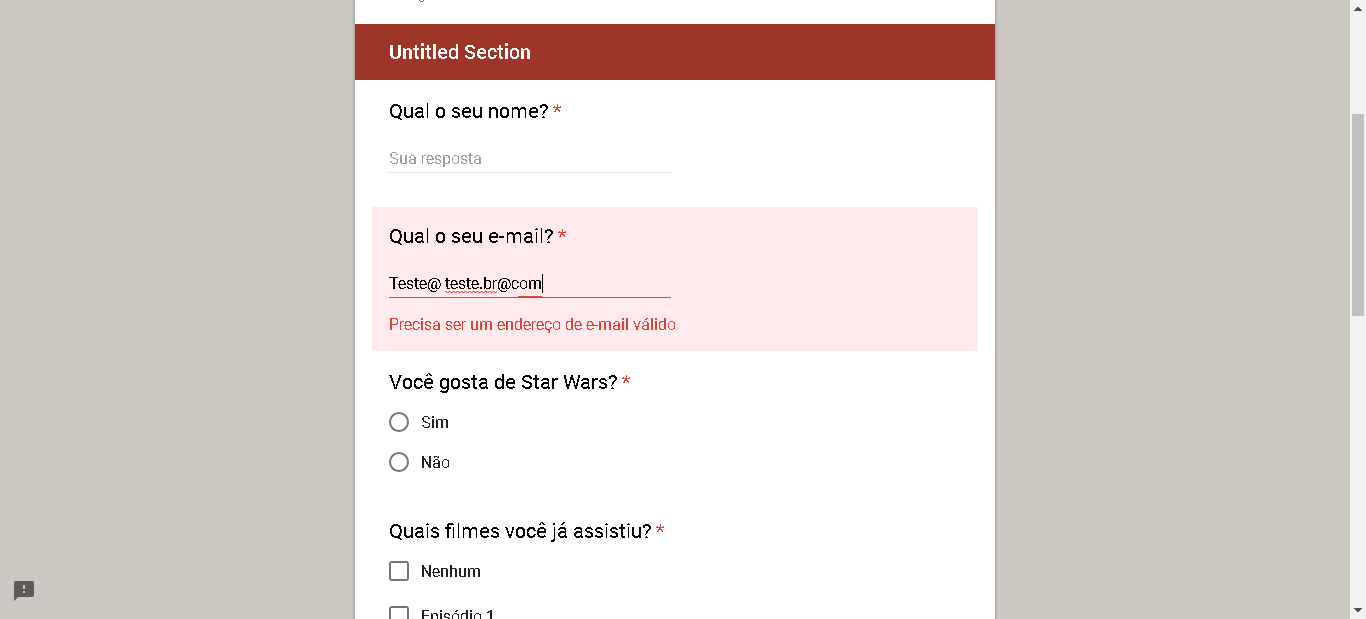 Untitled Section
Qual o seu nome? *
Sua resposta
Qual o seu e-mail? *
Teste@ teste.br@com
Precisa ser um endereço de e-mail válido
Você gosta de Star Wars? *
Sim
Não
Quais filmes você já assistiu? *
Nenhum
Episódio 1